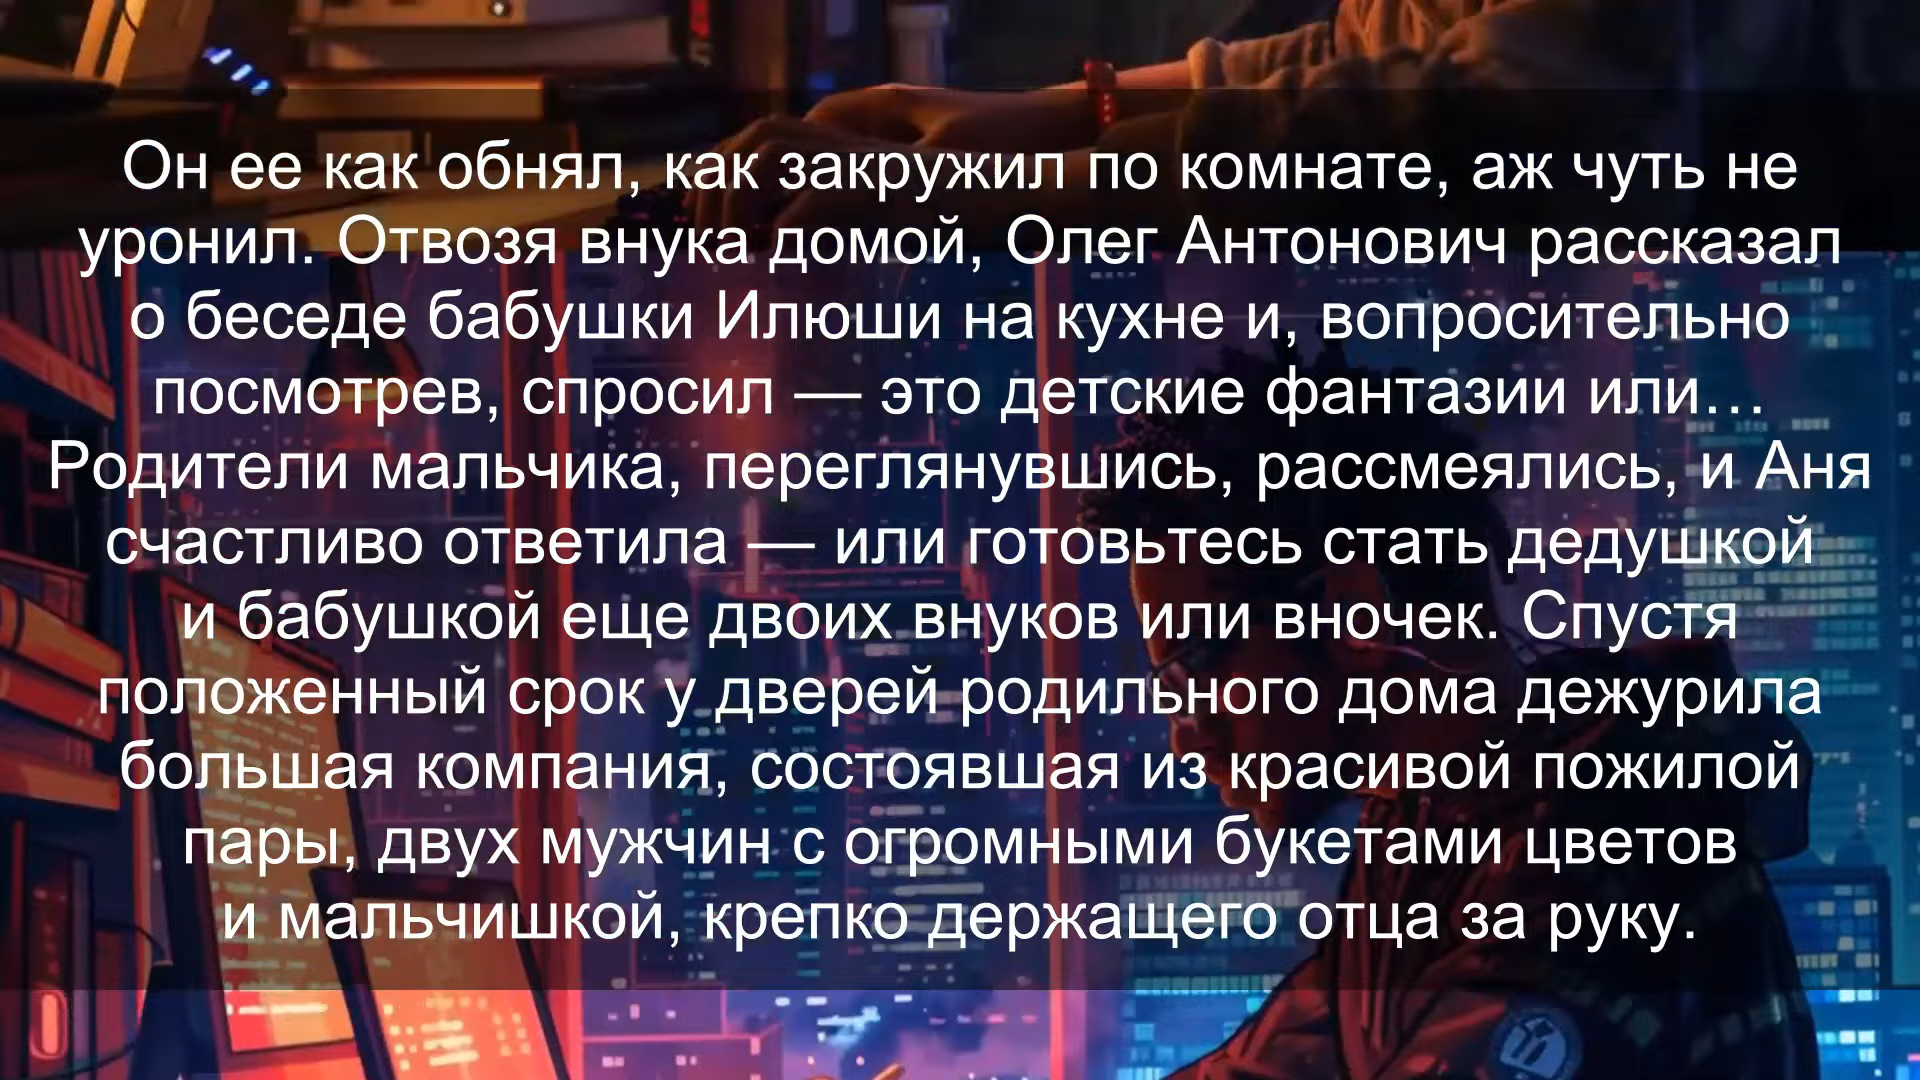 Он ее как обнял, как закружил по комнате, аж чуть не
уронил. Отвозя внука домой, Олег Антонович рассказал
о беседе бабушки Илюши на кухне и, вопросительно
посмотрев, спросил — это детские фантазии или…
Родители мальчика, переглянувшись, рассмеялись, и Аня
счастливо ответила — или готовьтесь стать дедушкой
и бабушкой еще двоих внуков или вночек. Спустя
положенный срок у дверей родильного дома дежурила
большая компания, состоявшая из красивой пожилой
пары, двух мужчин с огромными букетами цветов
и мальчишкой, крепко держащего отца за руку.